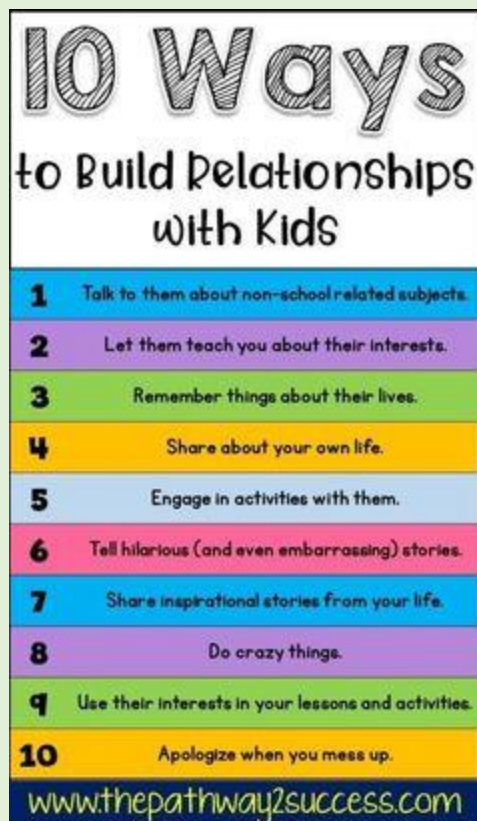 10 Ways
to Build Relationships
with Kids
1 Talk to them about non-school related subjects.
2 Let them teach you about their interests.
3 Remember things about their lives.
4 Share about your own life.
5 Engage in activities with them.
6 Tell hilarious (and even embarrassing) stories.
7 Share inspirational stories from your life.
8 Do crazy things.
9 Use their interests in your lessons and activities.
10 Apologize when you mess up.
www.thepathway2success.com